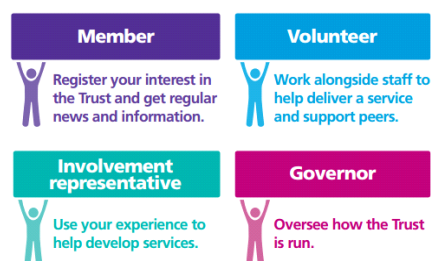 Member
Register your interest in
the Trust and get regular
news and information.
Volunteer
Work alongside staff to
help deliver a service
and support peers.
Involvement
representative
Use your experience to
help develop services.
Governor
Oversee how the Trust
is run.